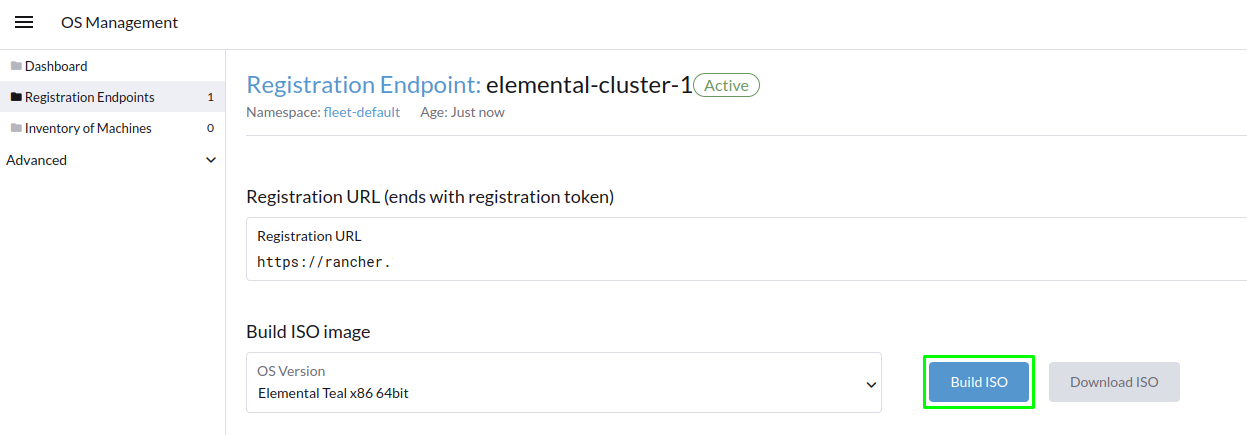 OS Management
Dashboard
Registration Endpoints 1
Inventory of Machines 0
Advanced
Registration Endpoint: elemental-cluster-1 Active
Namespace: fleet-default Age: Just now
Registration URL (ends with registration token)
Registration URL
https://rancher.
Build ISO image
OS Version
Elemental Teal x86 64bit
Build ISO
Download ISO